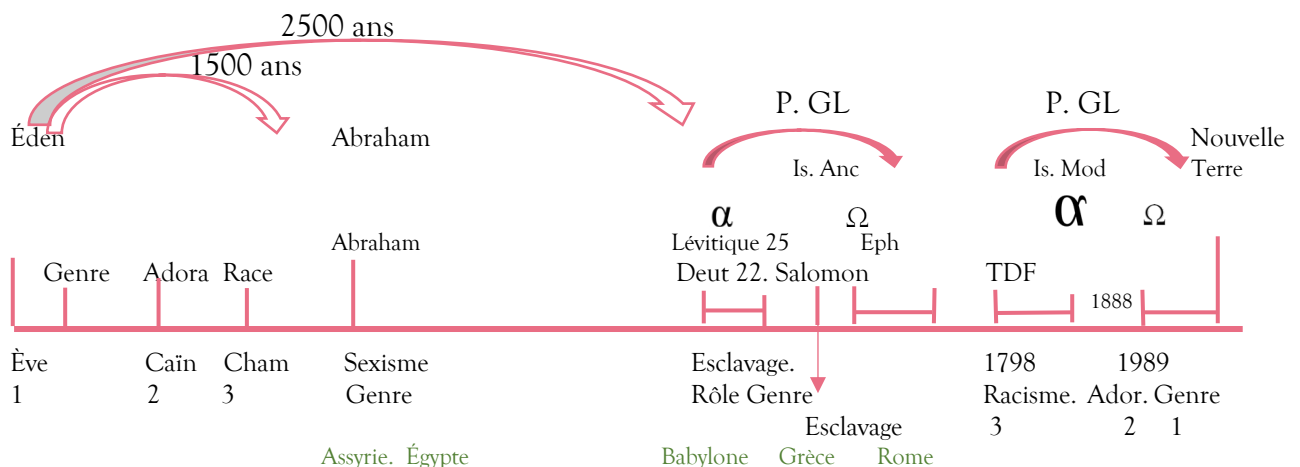 2500 ans
1500 ans
P. GL P. GL
Éden Abraham Nouvelle
Is. Anc Is. Mod Terre
α Ω α Ω
Abraham Lévitique 25 Eph
Genre Adora Race Deut 22. Salomon TDF
1888
Ève Caïn Cham Sexisme Esclavage. 1798 1989
1 2 3 Genre Rôle Genre Racisme. Ador. Genre
Esclavage 3 2 1
Assyrie. Égypte Babylone Grèce Rome